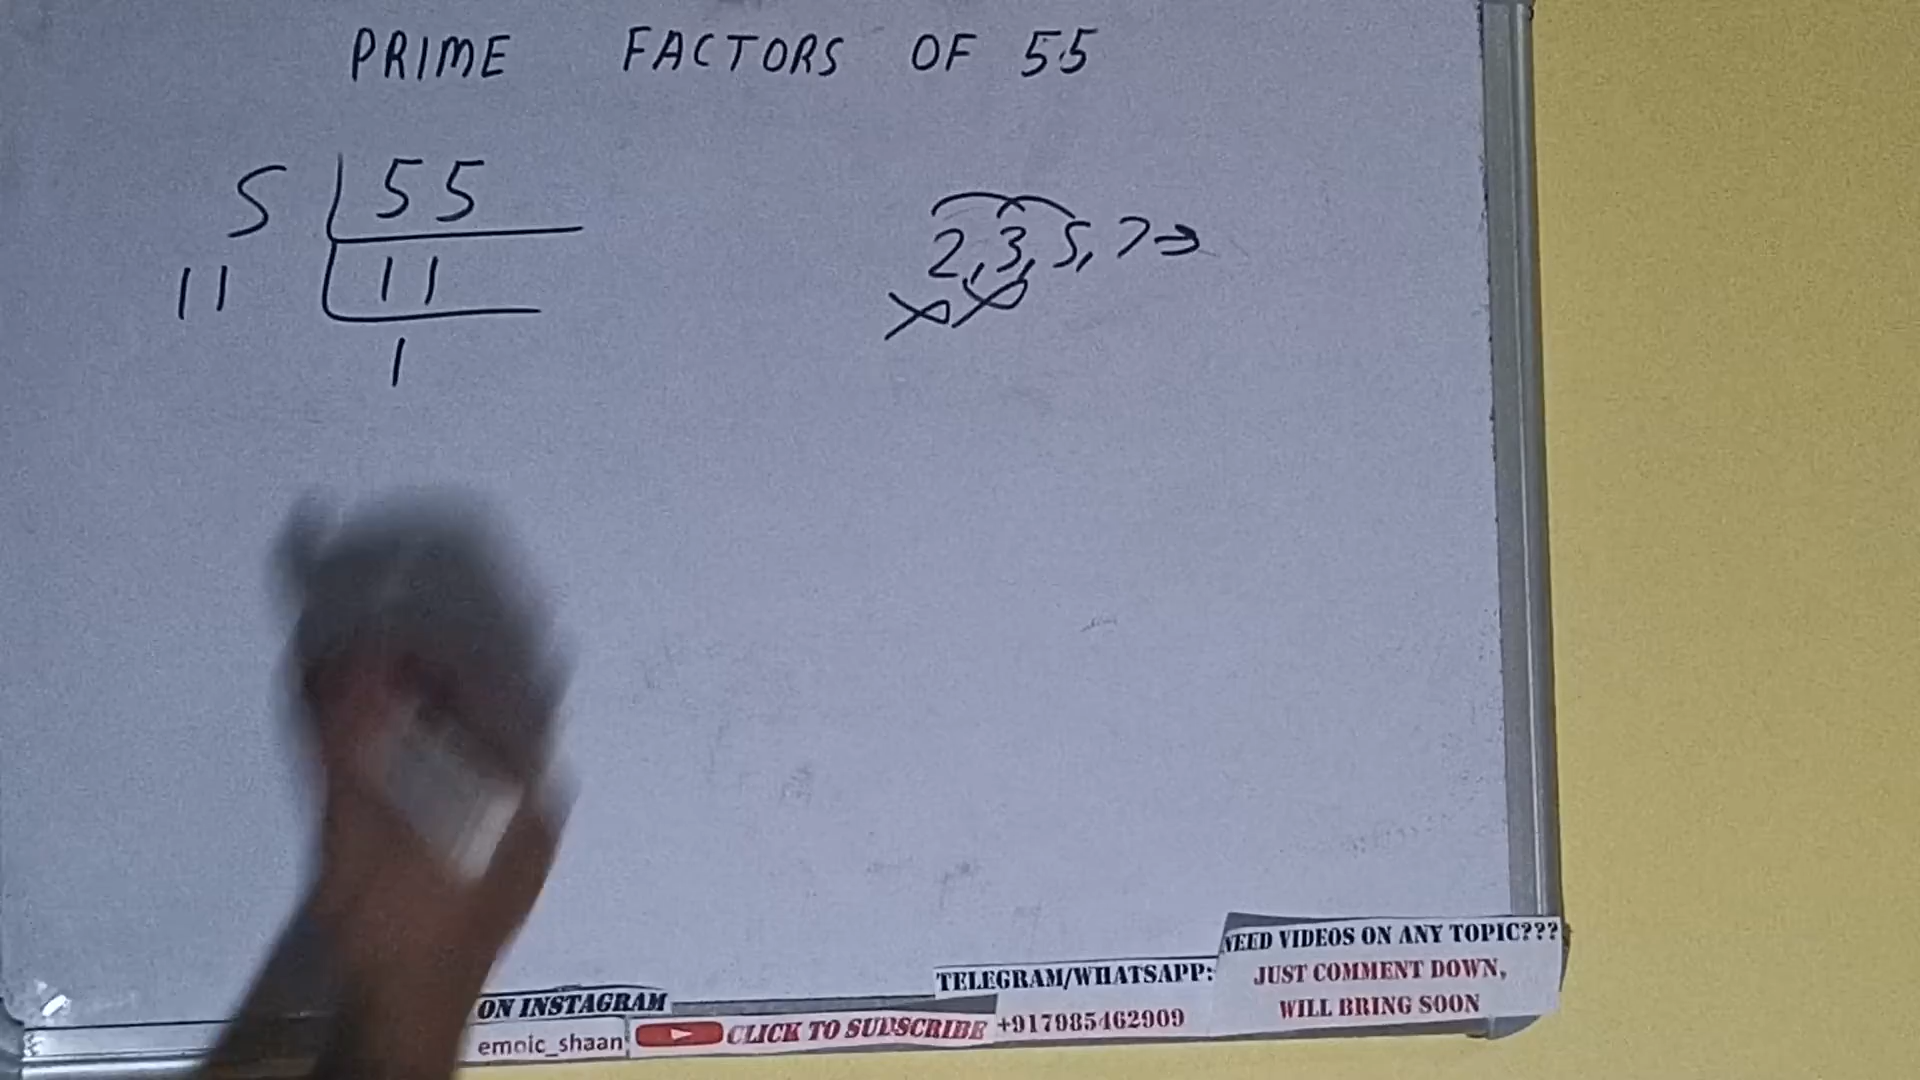 PRIME FACTORS OF 55
5 55
11 11
1
2, 3, 5, 7 →
NEED VIDEOS ON ANY TOPIC???
JUST COMMENT DOWN,
WILL BRING SOON
TELEGRAM/WHATSAPP:
+917985462909
ON INSTAGRAM
emoic_shaan
CLICK TO SUBSCRIBE